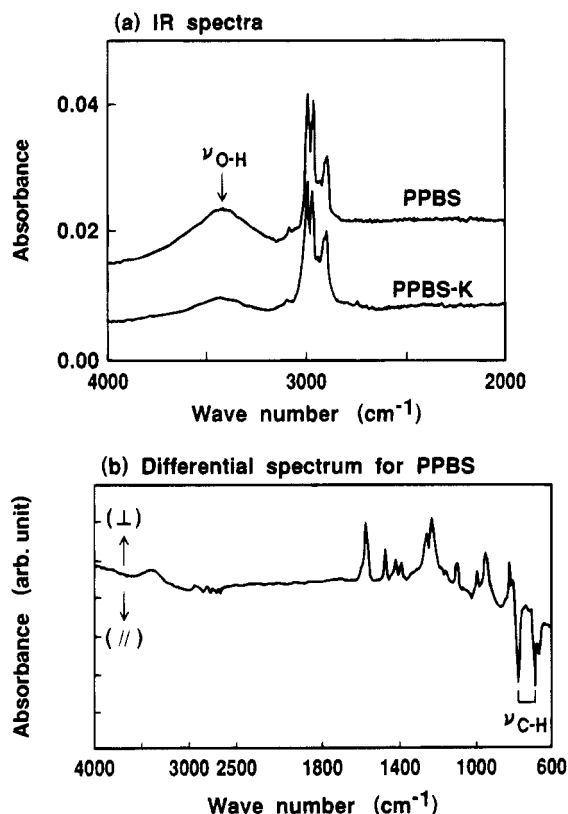 (a) IR spectra
Absorbance
0.04
0.02
0.00
νO-H
PPBS
PPBS-K
4000 3000 2000
Wave number (cm⁻¹)
(b) Differential spectrum for PPBS
Absorbance (arb. unit)
(⊥)
(//)
νC-H
4000 3000 2500 1800 1400 1000 600
Wave number (cm⁻¹)